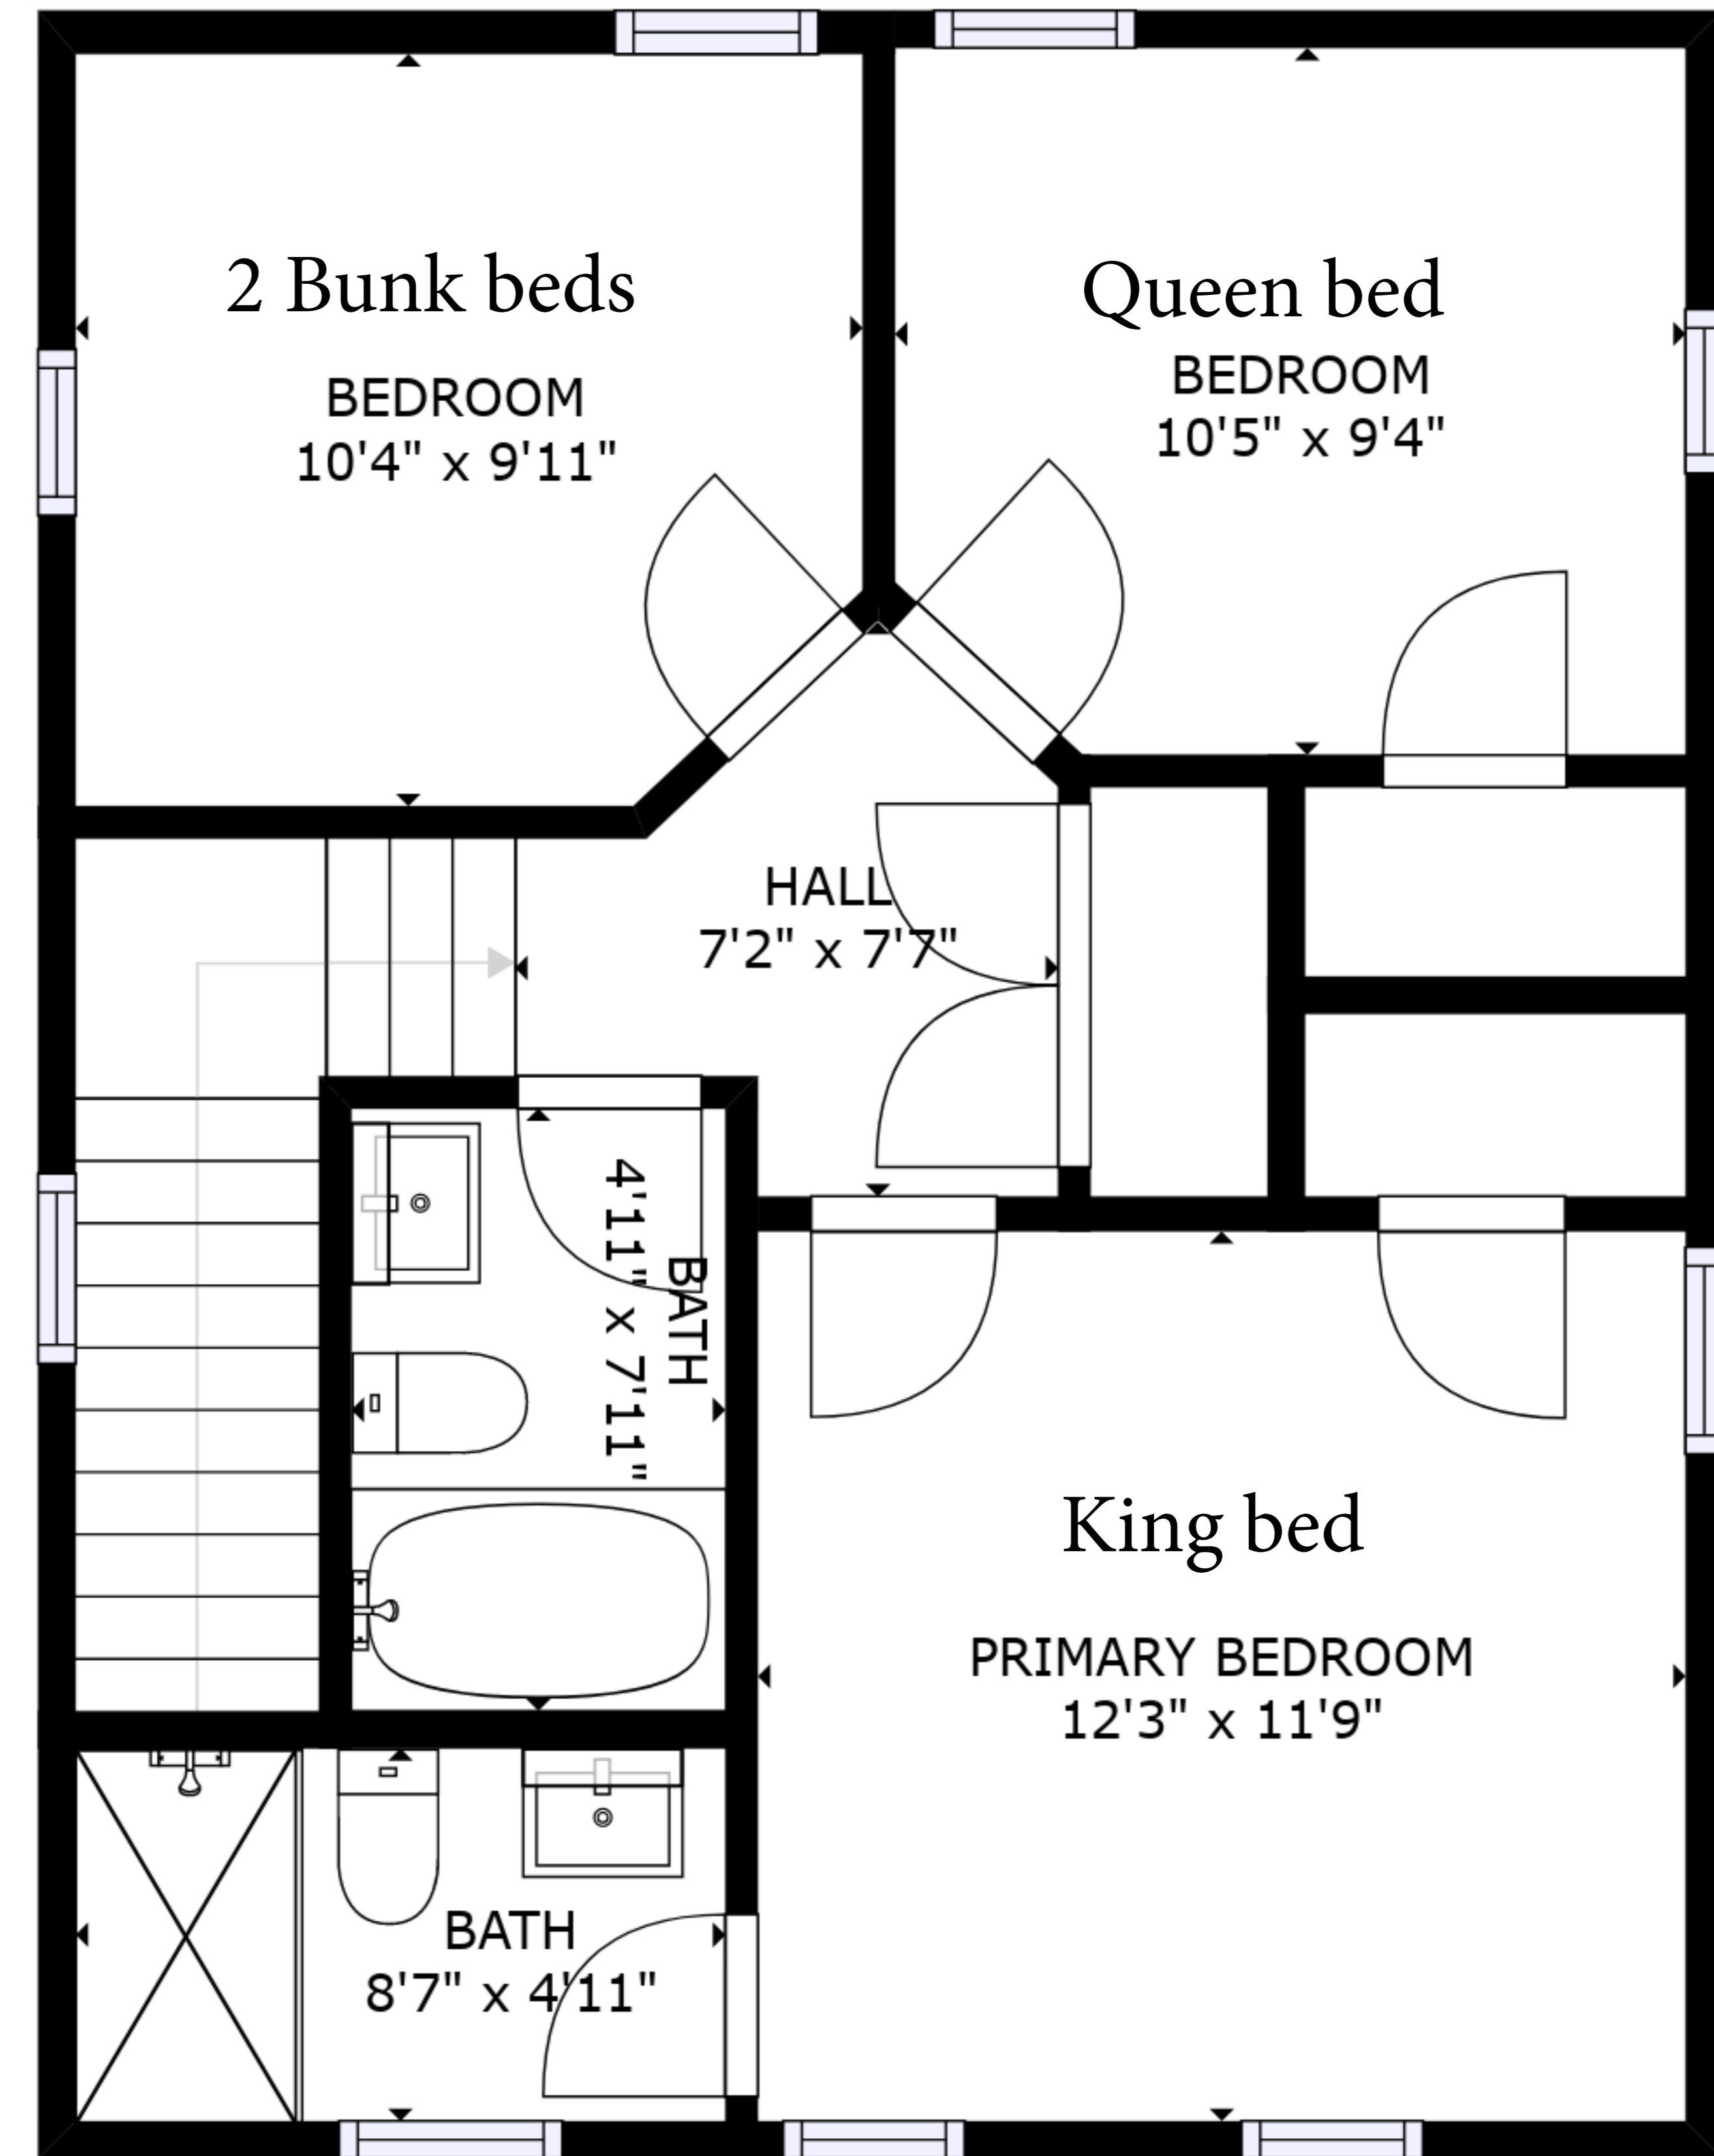 2 Bunk beds
BEDROOM
10'4" x 9'11"
Queen bed
BEDROOM
10'5" x 9'4"
HALL
7'2" x 7'7"
BATH
4'11" x 7'11"
King bed
PRIMARY BEDROOM
12'3" x 11'9"
BATH
8'7" x 4'11"